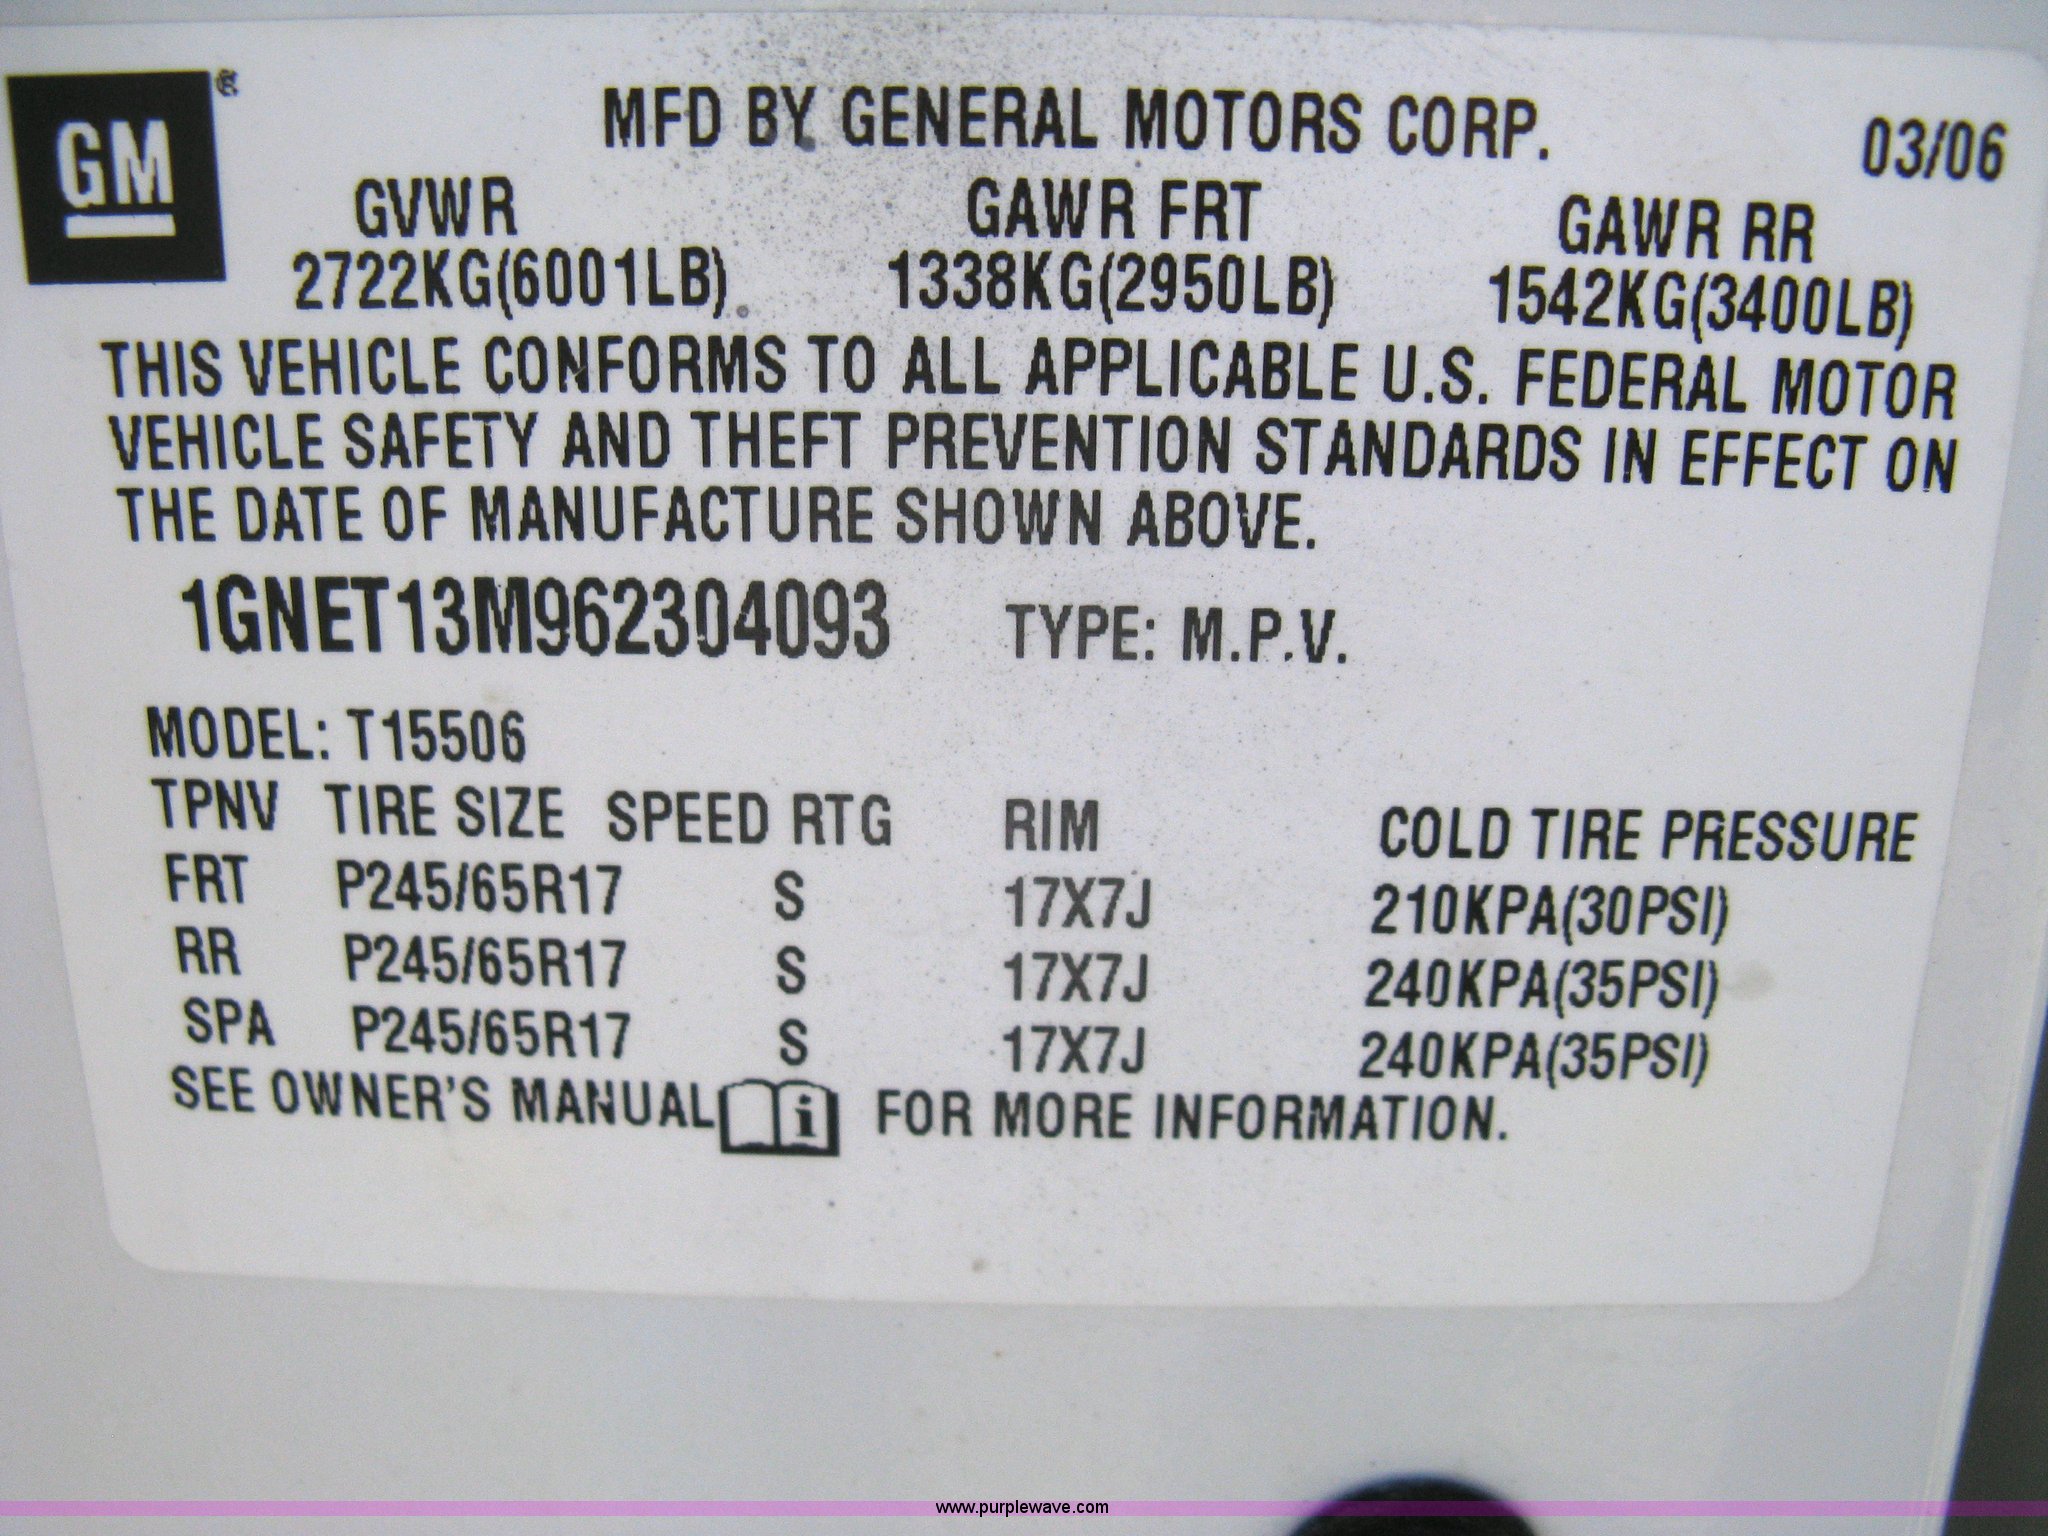 GM ®
MFD BY GENERAL MOTORS CORP. 03/06
GVWR GAWR FRT GAWR RR
2722KG(6001LB) 1338KG(2950LB) 1542KG(3400LB)
THIS VEHICLE CONFORMS TO ALL APPLICABLE U.S. FEDERAL MOTOR
VEHICLE SAFETY AND THEFT PREVENTION STANDARDS IN EFFECT ON
THE DATE OF MANUFACTURE SHOWN ABOVE.
1GNET13M962304093 TYPE: M.P.V.
MODEL: T15506
TPNV TIRE SIZE SPEED RTG RIM COLD TIRE PRESSURE
FRT P245/65R17 S 17X7J 210KPA(30PSI)
RR P245/65R17 S 17X7J 240KPA(35PSI)
SPA P245/65R17 S 17X7J 240KPA(35PSI)
SEE OWNER'S MANUAL i FOR MORE INFORMATION.
www.purplewave.com